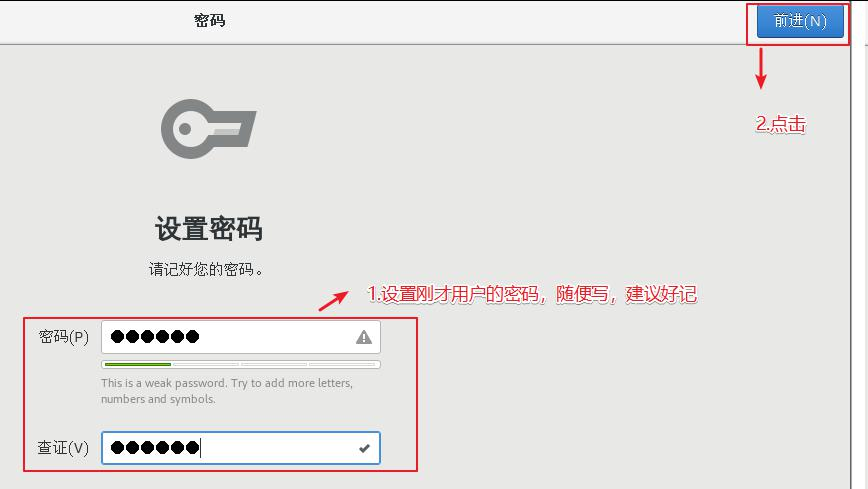 密码
前进(N)
2.点击
设置密码
请记好您的密码。
1.设置刚才用户的密码，随便写，建议好记
密码(P)
This is a weak password. Try to add more letters,
numbers and symbols.
查证(V)